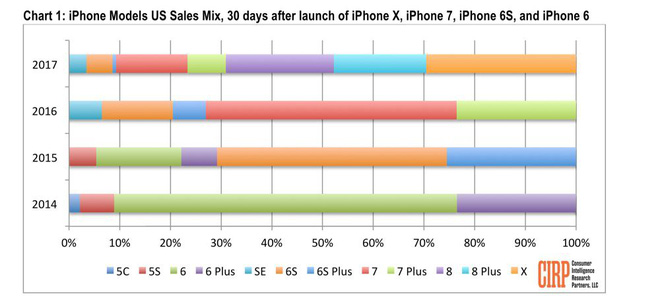 Chart 1: iPhone Models US Sales Mix, 30 days after launch of iPhone X, iPhone 7, iPhone 6S, and iPhone 6
2017
2016
2015
2014
0% 10% 20% 30% 40% 50% 60% 70% 80% 90% 100%
5C 5S 6 6 Plus SE 6S 6S Plus 7 7 Plus 8 8 Plus X
CIRP
Consumer
Intelligence
Research
Partners, LLC